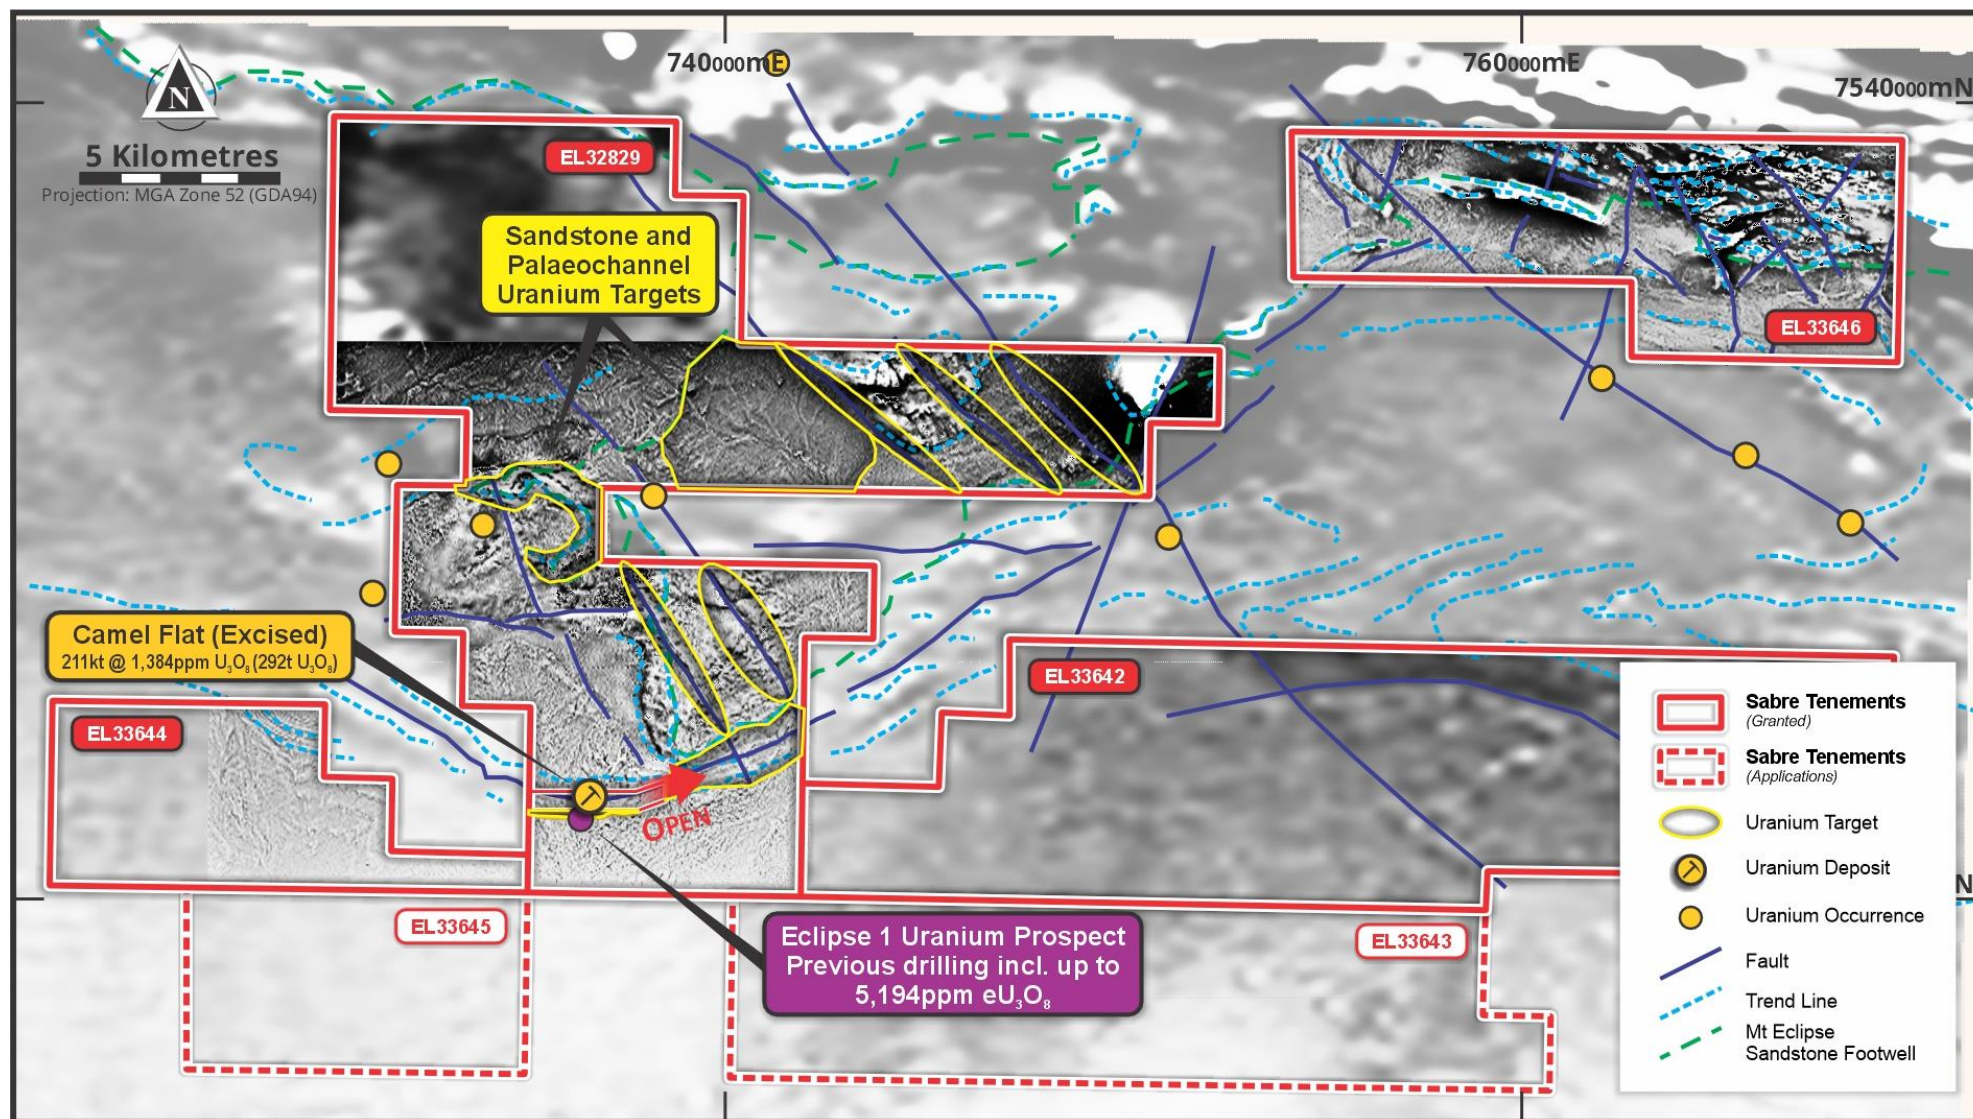 740000mE
760000mE
7540000mN
N
5 Kilometres
Projection: MGA Zone 52 (GDA94)
EL32829
Sandstone and
Palaeochannel
Uranium Targets
EL33646
Camel Flat (Excised)
211kt @ 1,384ppm U₃O₈ (292t U₃O₈)
EL33642
EL33644
OPEN
EL33645
Eclipse 1 Uranium Prospect
Previous drilling incl. up to
5,194ppm eU₃O₈
EL33643
Sabre Tenements
(Granted)
Sabre Tenements
(Applications)
Uranium Target
Uranium Deposit
Uranium Occurrence
Fault
Trend Line
Mt Eclipse
Sandstone Footwell
N